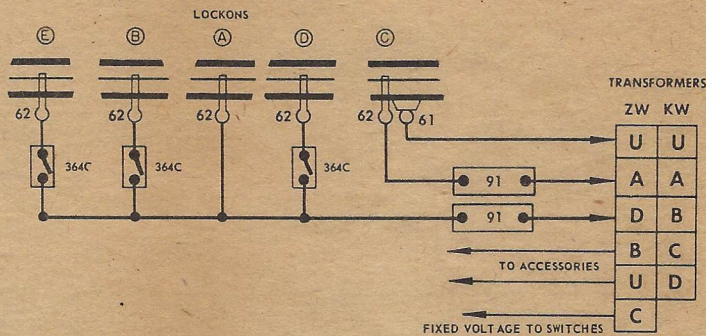 LOCKONS
E B A D C
62 62 62 62 62 61
364C 364C 364C
91
91
TRANSFORMERS
ZW KW
U U
A A
D B
B C
U D
C
TO ACCESSORIES
FIXED VOLTAGE TO SWITCHES